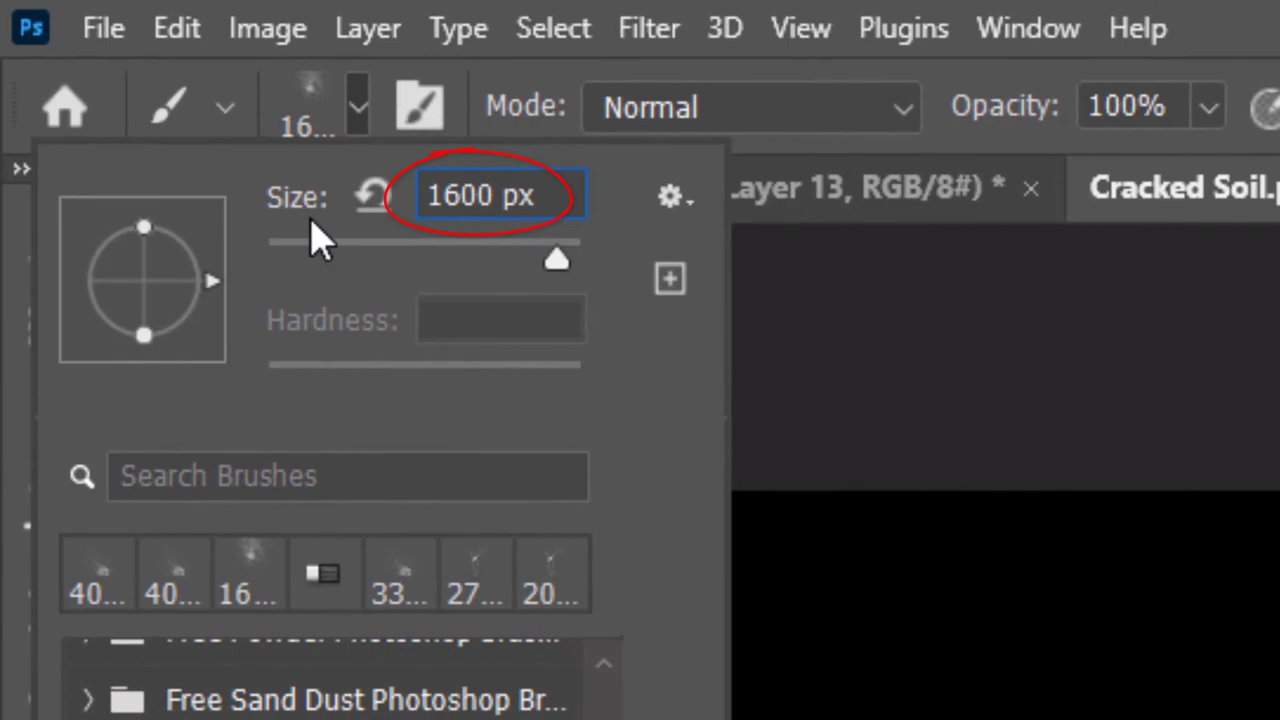 Ps File Edit Image Layer Type Select Filter 3D View Plugins Window Help
16... Mode: Normal Opacity: 100%
Layer 13, RGB/8#) * × Cracked Soil.
Size: 1600 px
Hardness:
Search Brushes
40... 40... 16... 33... 27... 20...
Free Sand Dust Photoshop Br...